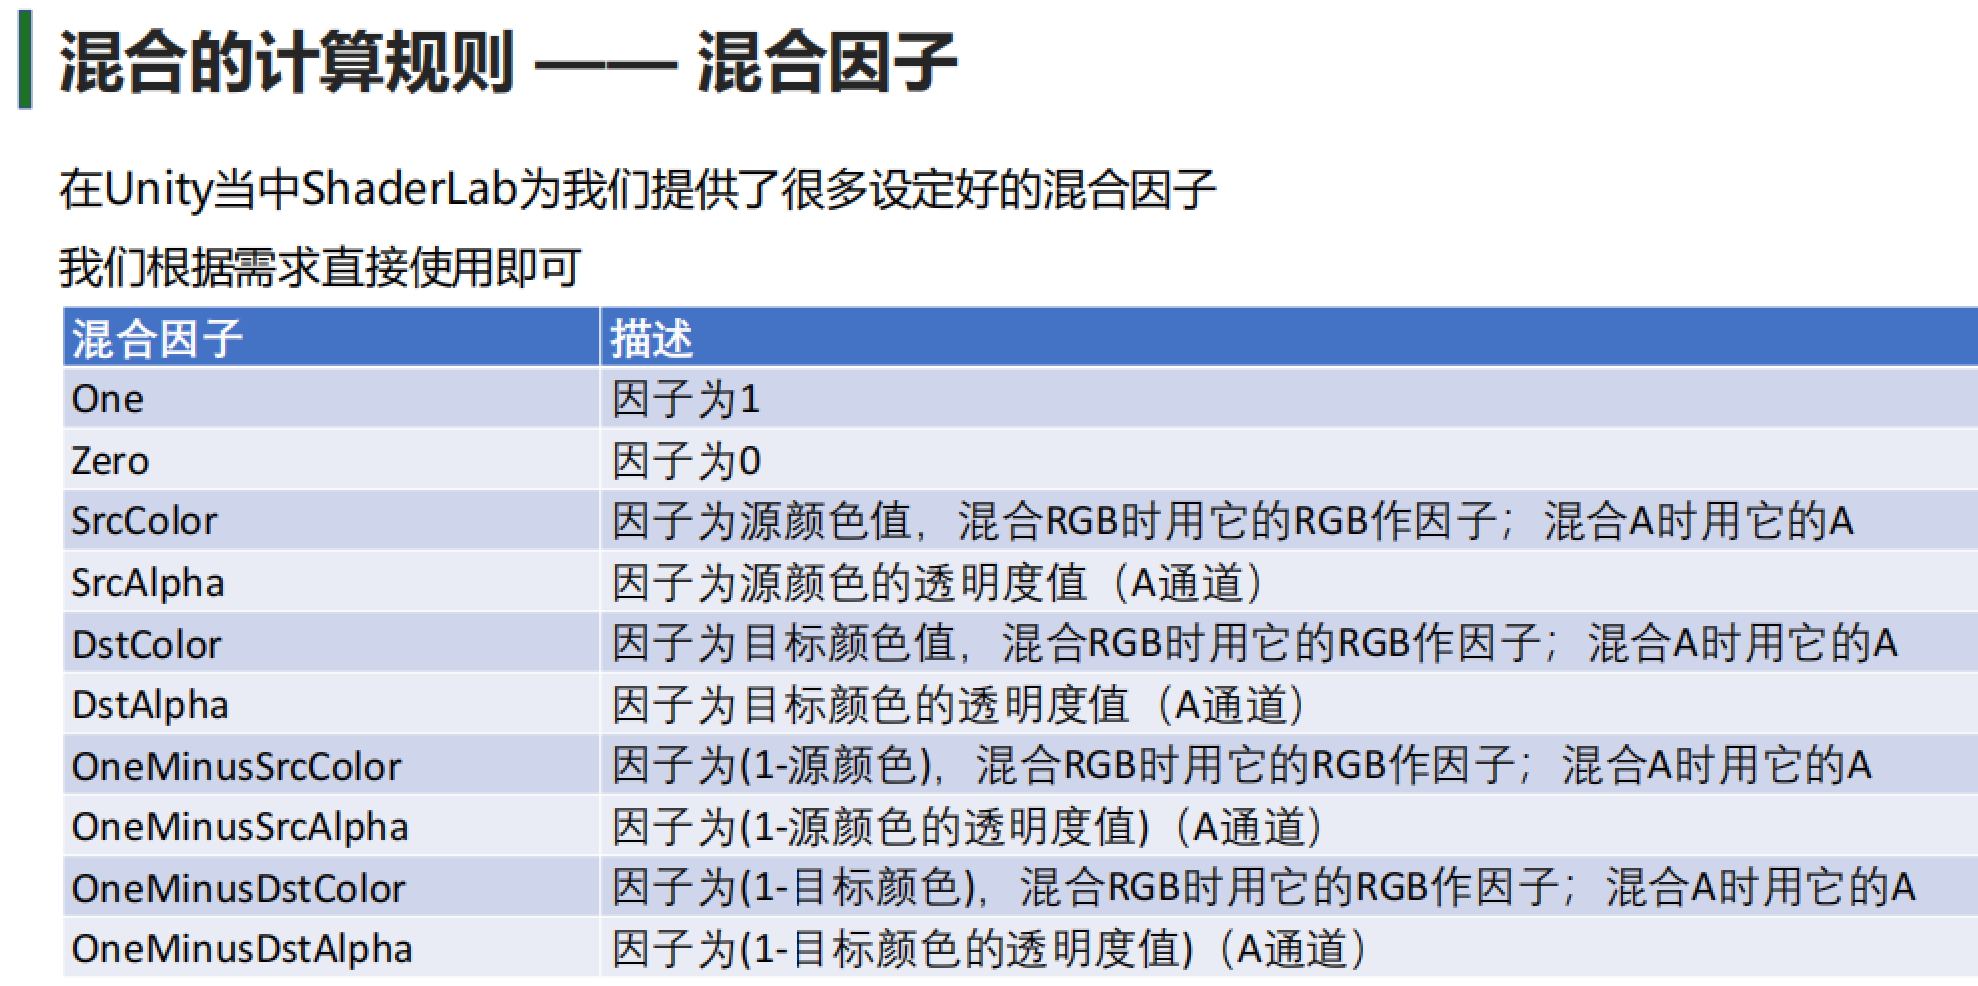 混合的计算规则 —— 混合因子
在Unity当中ShaderLab为我们提供了很多设定好的混合因子
我们根据需求直接使用即可
混合因子 描述
One 因子为1
Zero 因子为0
SrcColor 因子为源颜色值，混合RGB时用它的RGB作因子；混合A时用它的A
SrcAlpha 因子为源颜色的透明度值（A通道）
DstColor 因子为目标颜色值，混合RGB时用它的RGB作因子；混合A时用它的A
DstAlpha 因子为目标颜色的透明度值（A通道）
OneMinusSrcColor 因子为(1-源颜色)，混合RGB时用它的RGB作因子；混合A时用它的A
OneMinusSrcAlpha 因子为(1-源颜色的透明度值)（A通道）
OneMinusDstColor 因子为(1-目标颜色)，混合RGB时用它的RGB作因子；混合A时用它的A
OneMinusDstAlpha 因子为(1-目标颜色的透明度值)（A通道）